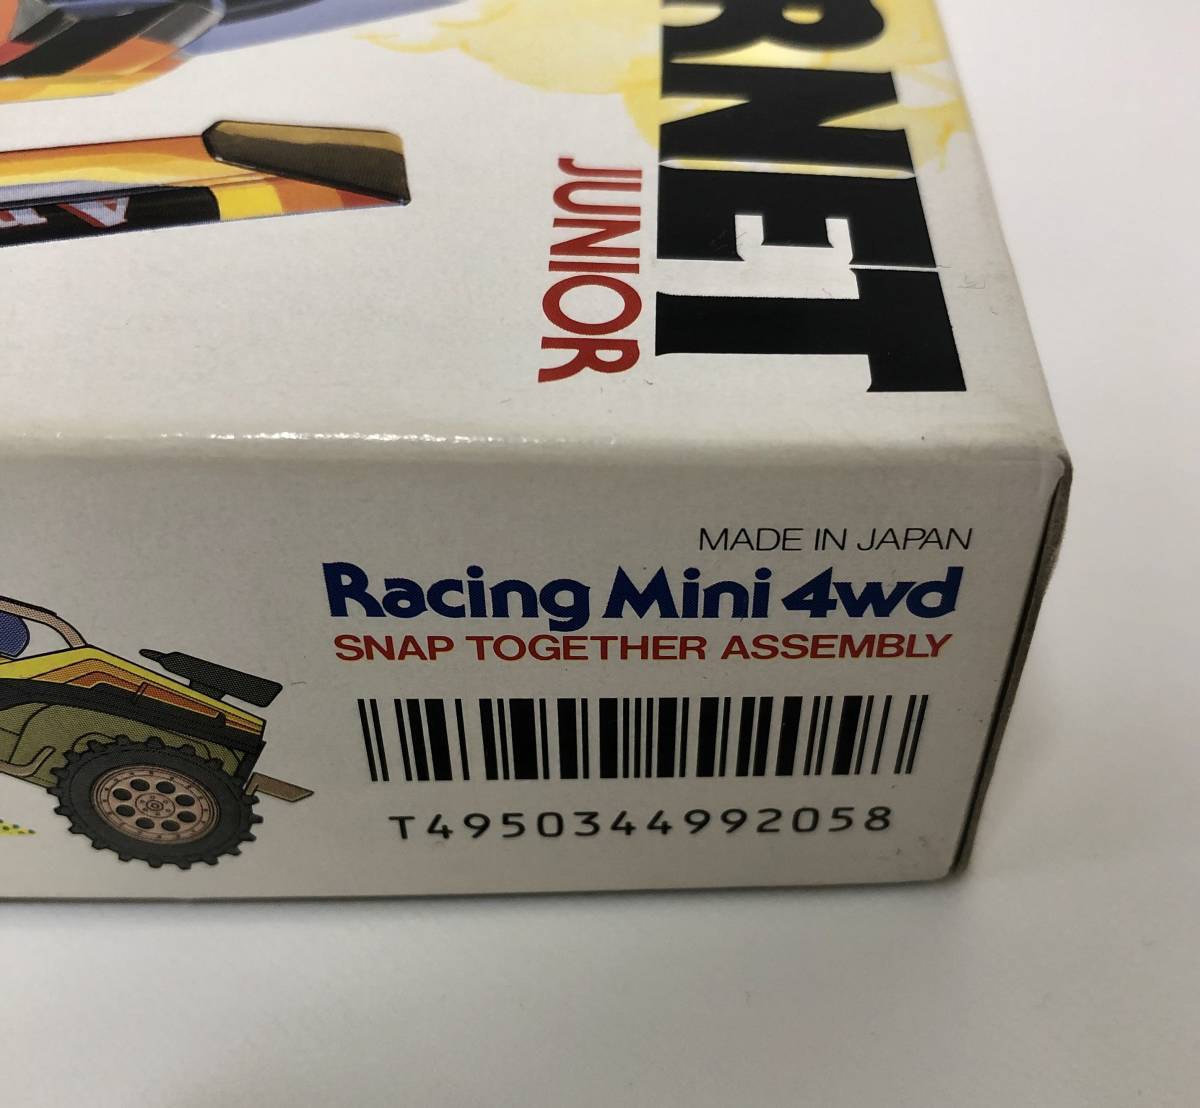 RNET
JUNIOR
MADE IN JAPAN
Racing Mini 4wd
SNAP TOGETHER ASSEMBLY
T4950344992058